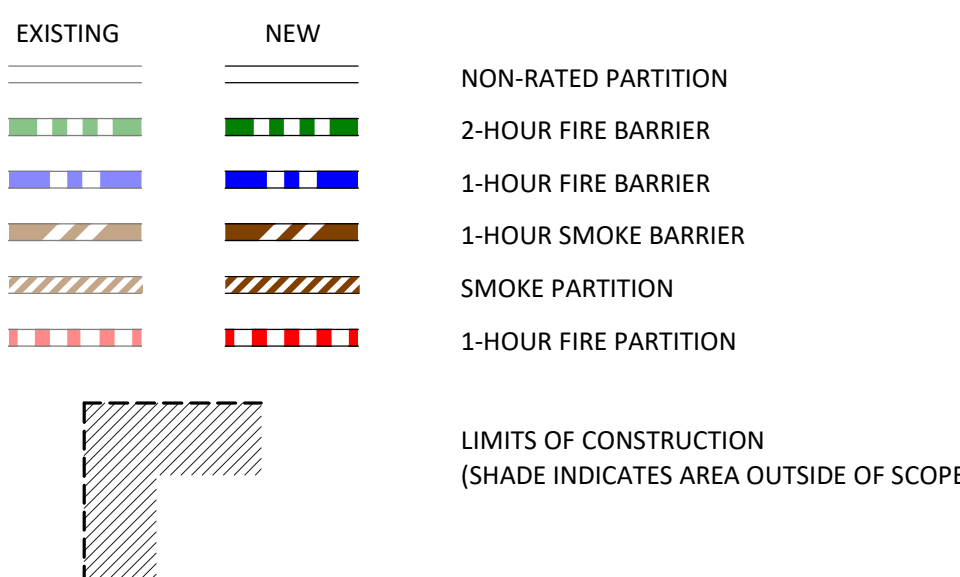 EXISTING NEW
NON-RATED PARTITION
2-HOUR FIRE BARRIER
1-HOUR FIRE BARRIER
1-HOUR SMOKE BARRIER
SMOKE PARTITION
1-HOUR FIRE PARTITION
LIMITS OF CONSTRUCTION
(SHADE INDICATES AREA OUTSIDE OF SCOPE